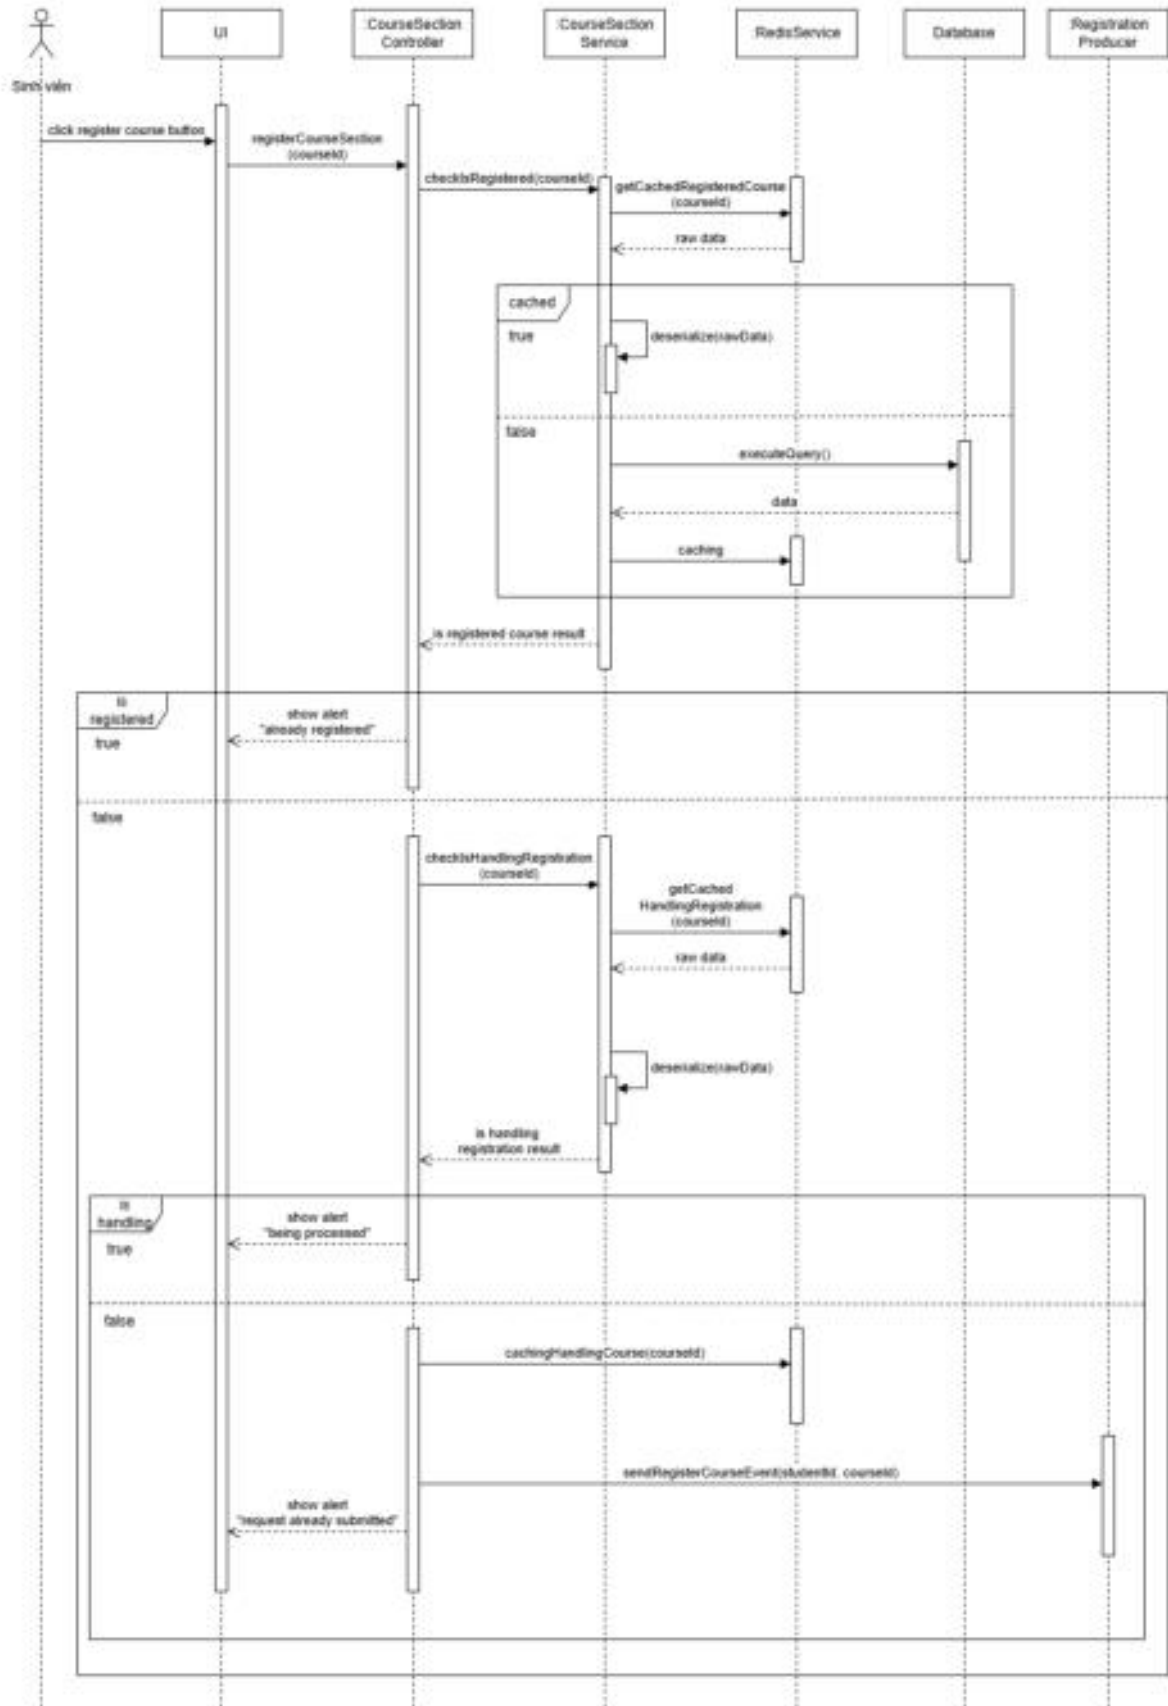 Sinh viên
UI
:CourseSection
Controller
:CourseSection
Service
:RedisService
Database
:Registration
Producer
click register course button
registerCourseSection
(courseId)
checkIsRegistered(courseId)
getCachedRegisteredCourse
(courseId)
raw data
cached
true
deserialize(rawData)
false
executeQuery()
data
caching
is registered course result
is
registered
true
show alert
"already registered"
false
checkIsHandlingRegistration
(courseId)
getCached
HandlingRegistration
(courseId)
raw data
deserialize(rawData)
is handling
registration result
is
handling
true
show alert
"being processed"
false
cachingHandlingCourse(courseId)
sendRegisterCourseEvent(studentId, courseId)
show alert
"request already submitted"